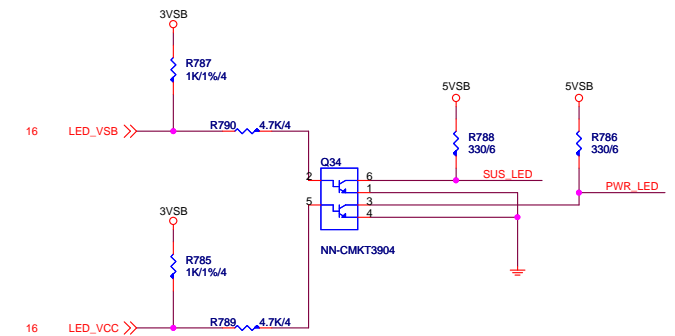 3VSB
R787
1K/1%/4
5VSB
5VSB
16 LED_VSB
R790 4.7K/4
R788
330/6
R786
330/6
Q34
2
6
SUS_LED
1
PWR_LED
5
3
4
3VSB
NN-CMKT3904
R785
1K/1%/4
16 LED_VCC
R789 4.7K/4